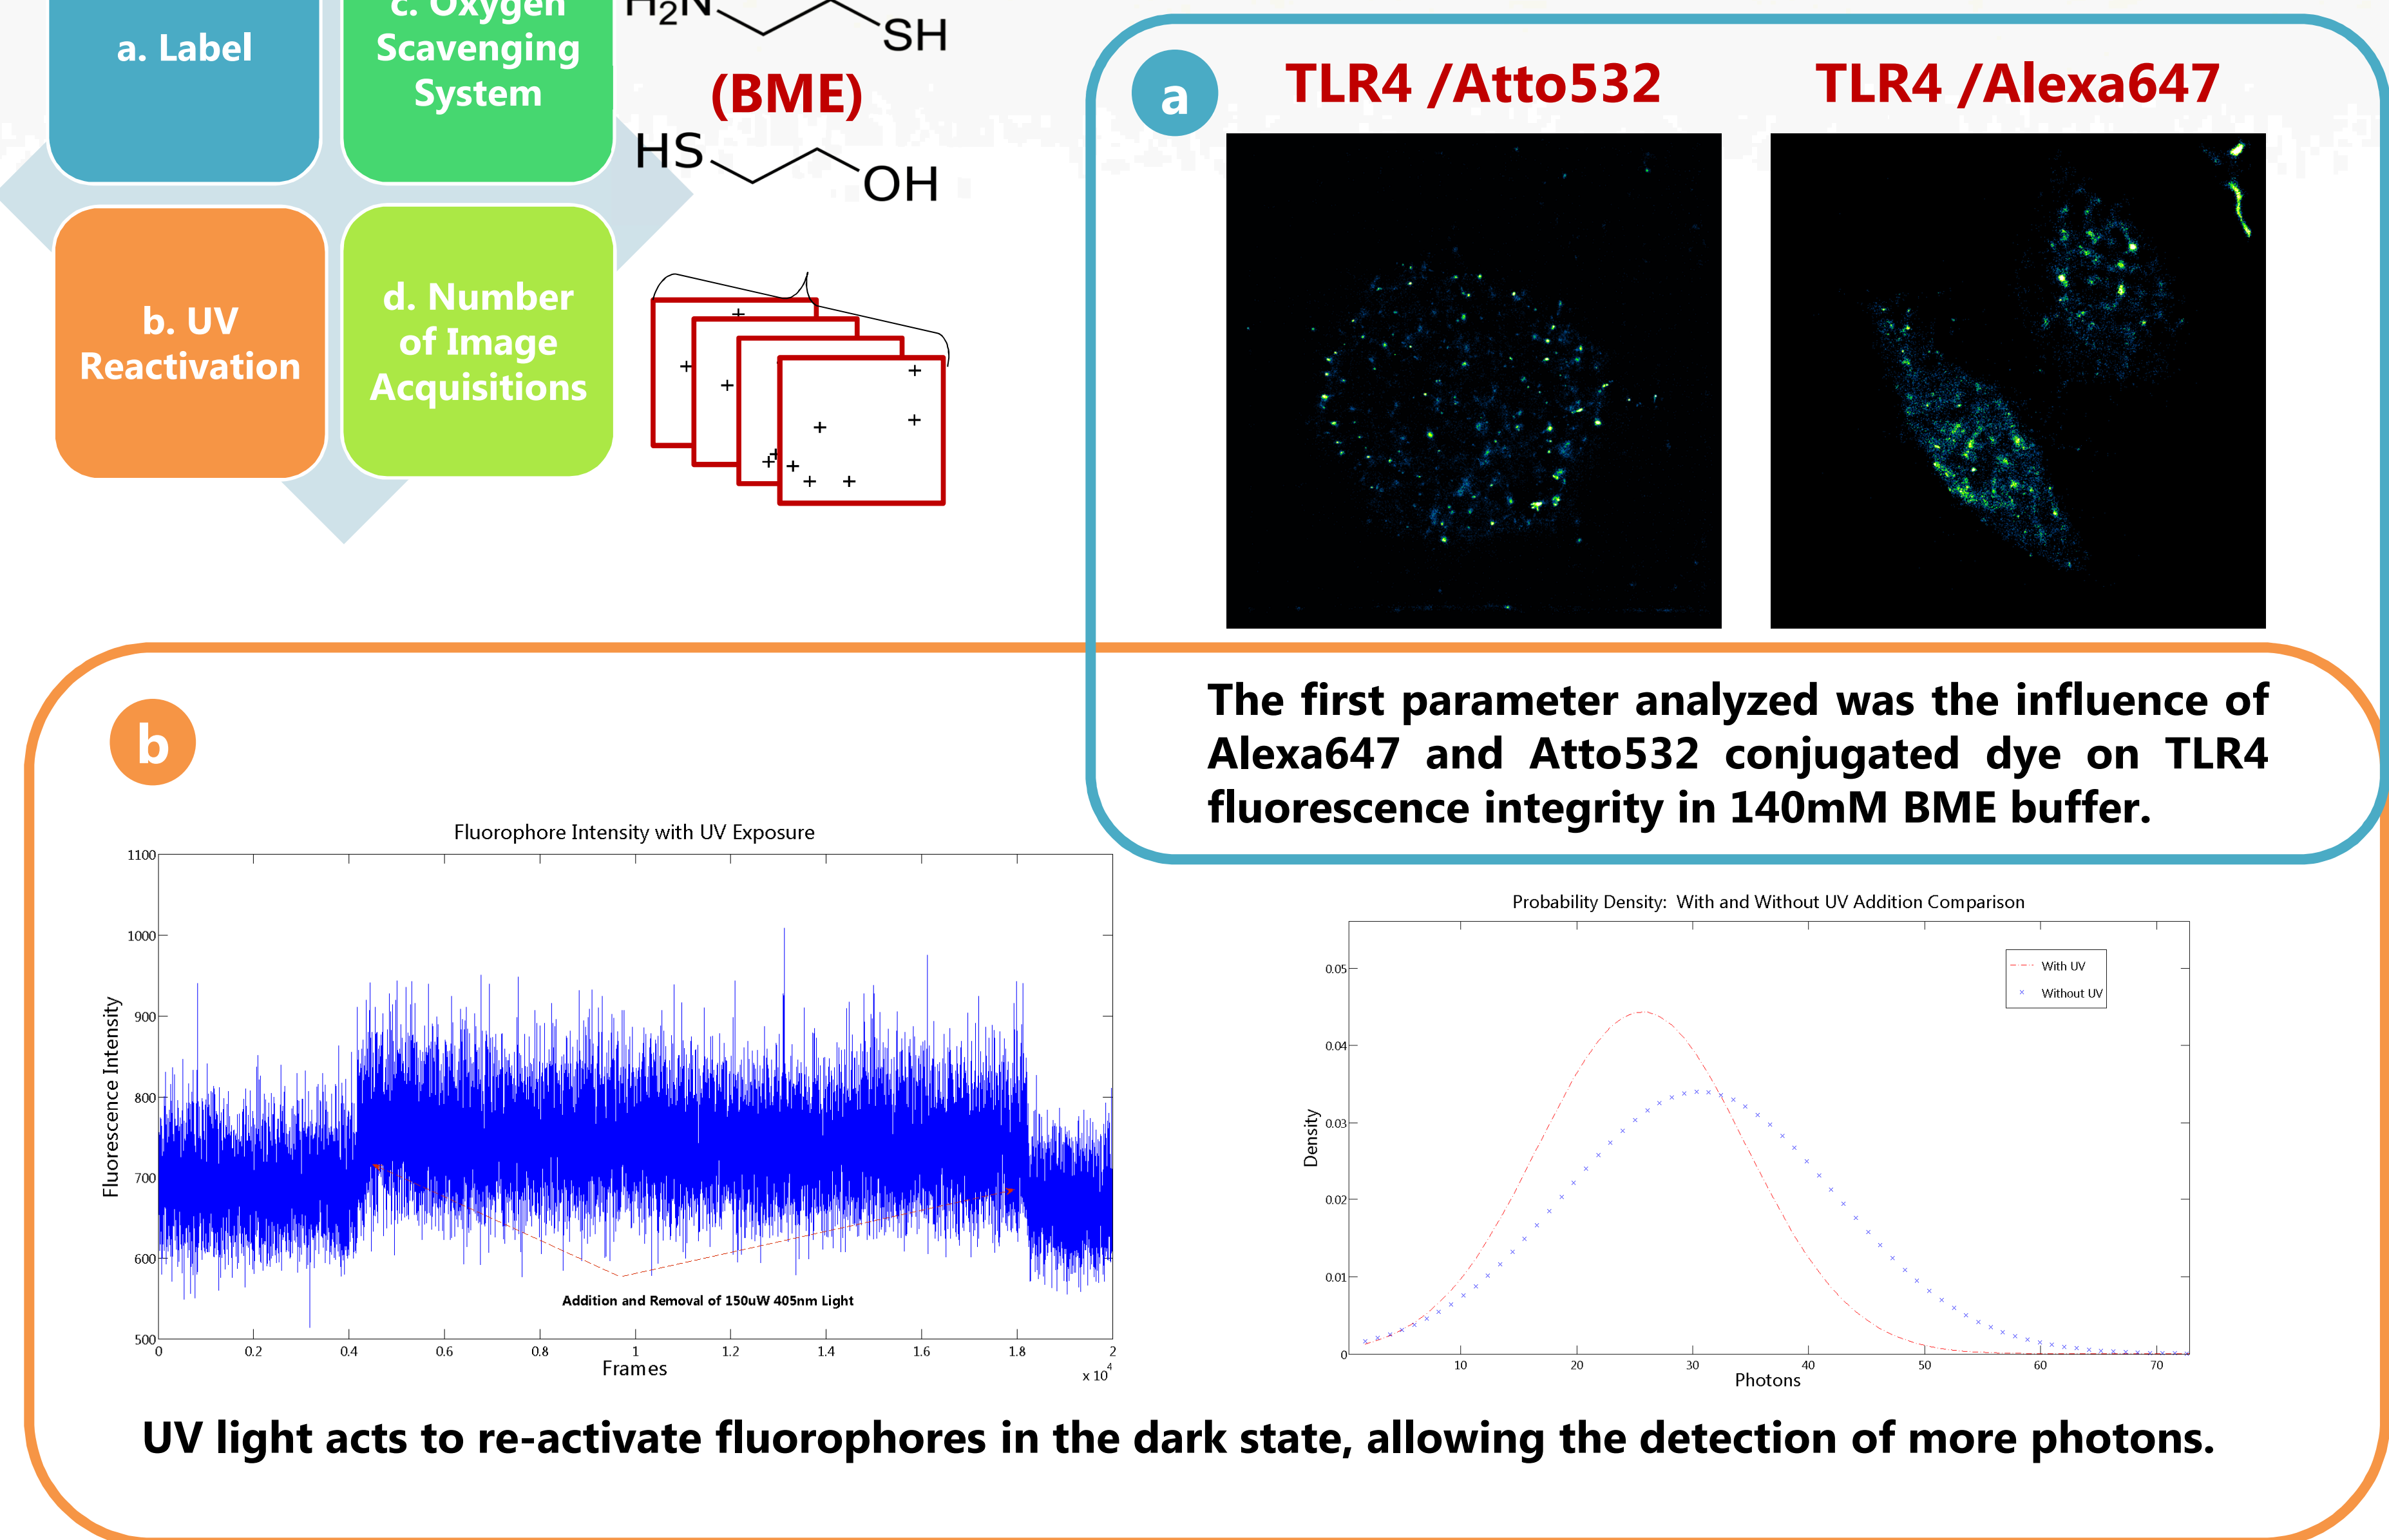 a. Label
c. Oxygen
Scavenging
System
b. UV
Reactivation
d. Number
of Image
Acquisitions
H₂N
SH
(BME)
HS
OH
a
TLR4 /Atto532
TLR4 /Alexa647
The first parameter analyzed was the influence of
Alexa647 and Atto532 conjugated dye on TLR4
fluorescence integrity in 140mM BME buffer.
b
Fluorophore Intensity with UV Exposure
Fluorescence Intensity
1100
1000
900
800
700
600
500
Addition and Removal of 150uW 405nm Light
0 0.2 0.4 0.6 0.8 1 1.2 1.4 1.6 1.8 2
Frames
x 10⁴
Probability Density: With and Without UV Addition Comparison
With UV
Without UV
Density
0.05
0.04
0.03
0.02
0.01
0
10 20 30 40 50 60 70
Photons
UV light acts to re-activate fluorophores in the dark state, allowing the detection of more photons.